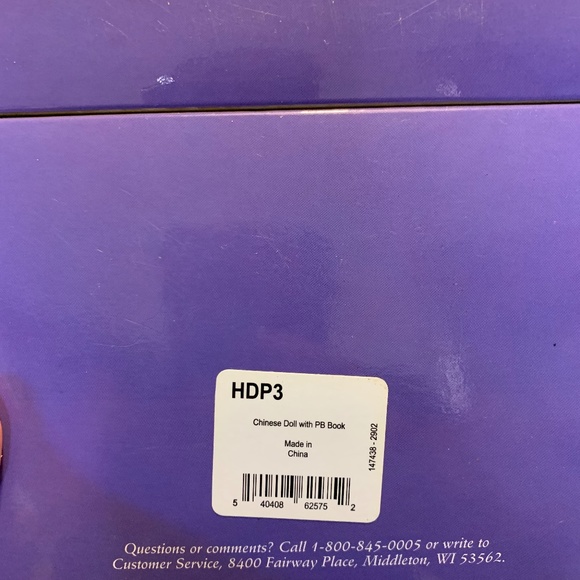 HDP3
Chinese Doll with PB Book
Made in
China
147438 - 2902
5 40408 62575 2
Questions or comments? Call 1-800-845-0005 or write to
Customer Service, 8400 Fairway Place, Middleton, WI 53562.